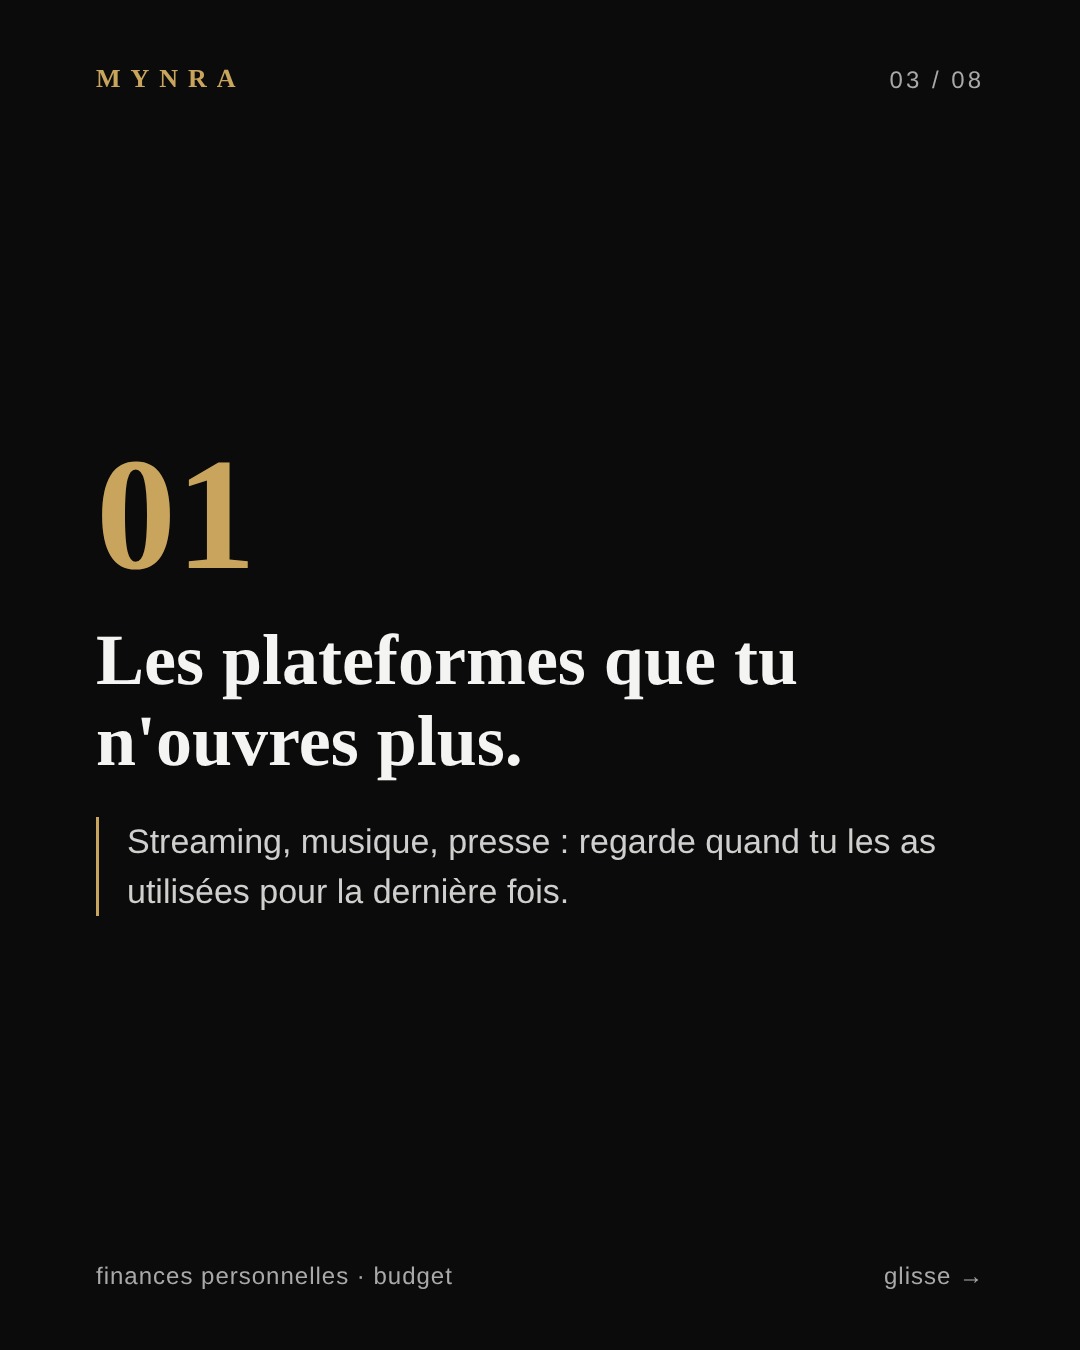 MYNRA
03 / 08
01
Les plateformes que tu
n'ouvres plus.
Streaming, musique, presse : regarde quand tu les as
utilisées pour la dernière fois.
finances personnelles · budget
glisse →